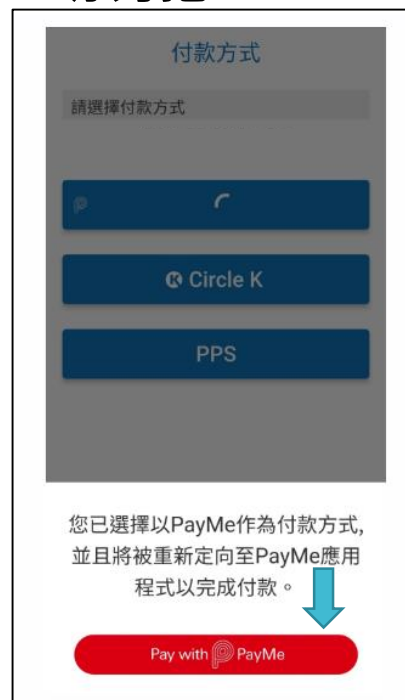 付款方式
請選擇付款方式
Circle K
PPS
您已選擇以PayMe作為付款方式,
並且將被重新定向至PayMe應用
程式以完成付款。
Pay with PayMe